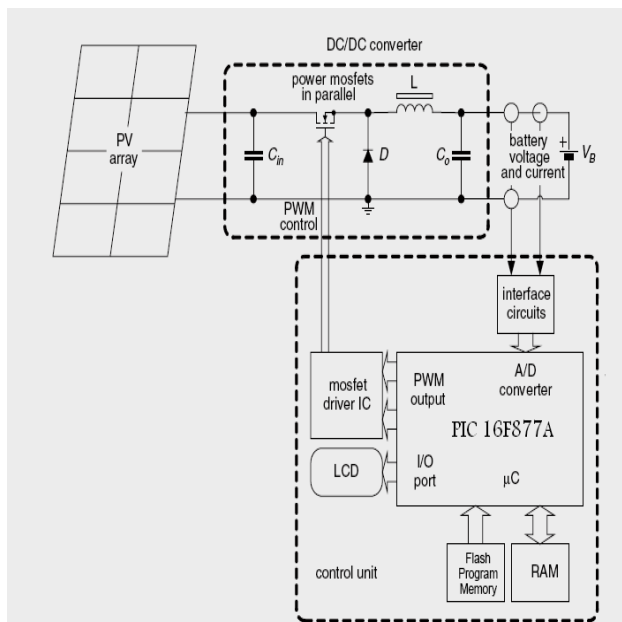 DC/DC converter
power mosfets
in parallel
L
PV
array
C_in
D
C_o
battery
voltage
and current
+
V_B
PWM
control
interface
circuits
mosfet
driver IC
PWM
output
A/D
converter
PIC 16F877A
LCD
I/O
port
µC
control unit
Flash
Program
Memory
RAM